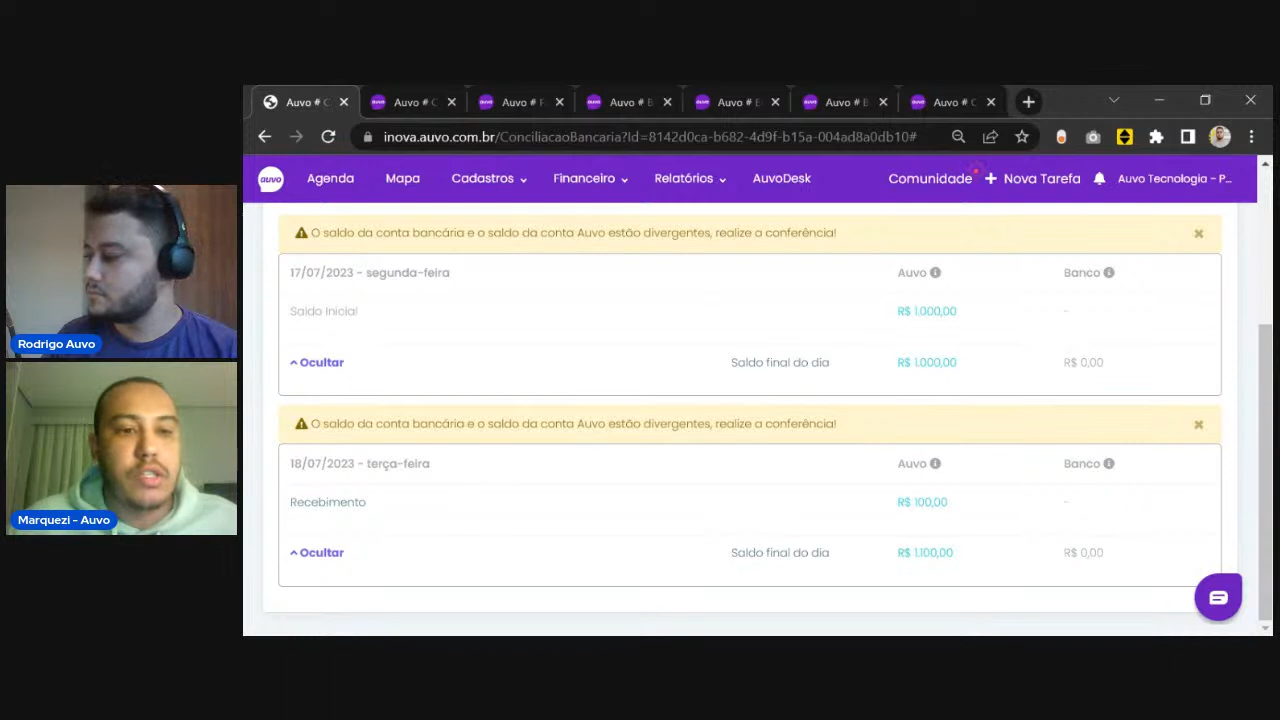 Auvo # C
Auvo # C
Auvo # F
Auvo # B
Auvo # B
Auvo # B
Auvo # C
inova.auvo.com.br/ConciliacaoBancaria?Id=8142d0ca-b682-4d9f-b15a-004ad8a0db10#
auvo
Agenda
Mapa
Cadastros
Financeiro
Relatórios
AuvoDesk
Comunidade
Nova Tarefa
Auvo Tecnologia - P...
O saldo da conta bancária e o saldo da conta Auvo estão divergentes, realize a conferência!
17/07/2023 - segunda-feira Auvo Banco
Saldo Inicial R$ 1.000,00 -
Ocultar Saldo final do dia R$ 1.000,00 R$ 0,00
O saldo da conta bancária e o saldo da conta Auvo estão divergentes, realize a conferência!
18/07/2023 - terça-feira Auvo Banco
Recebimento R$ 100,00 -
Ocultar Saldo final do dia R$ 1.100,00 R$ 0,00
Rodrigo Auvo
Marquezi - Auvo